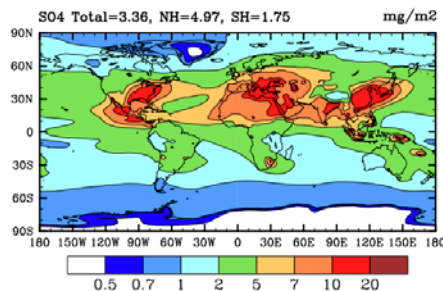 SO4 Total=3.36, NH=4.97, SH=1.75 mg/m2
90N
60N
30N
0
30S
60S
90S
180 150W 120W 90W 60W 30W 0 30E 60E 90E 120E 150E 180
0.5 0.7 1 2 5 7 10 20